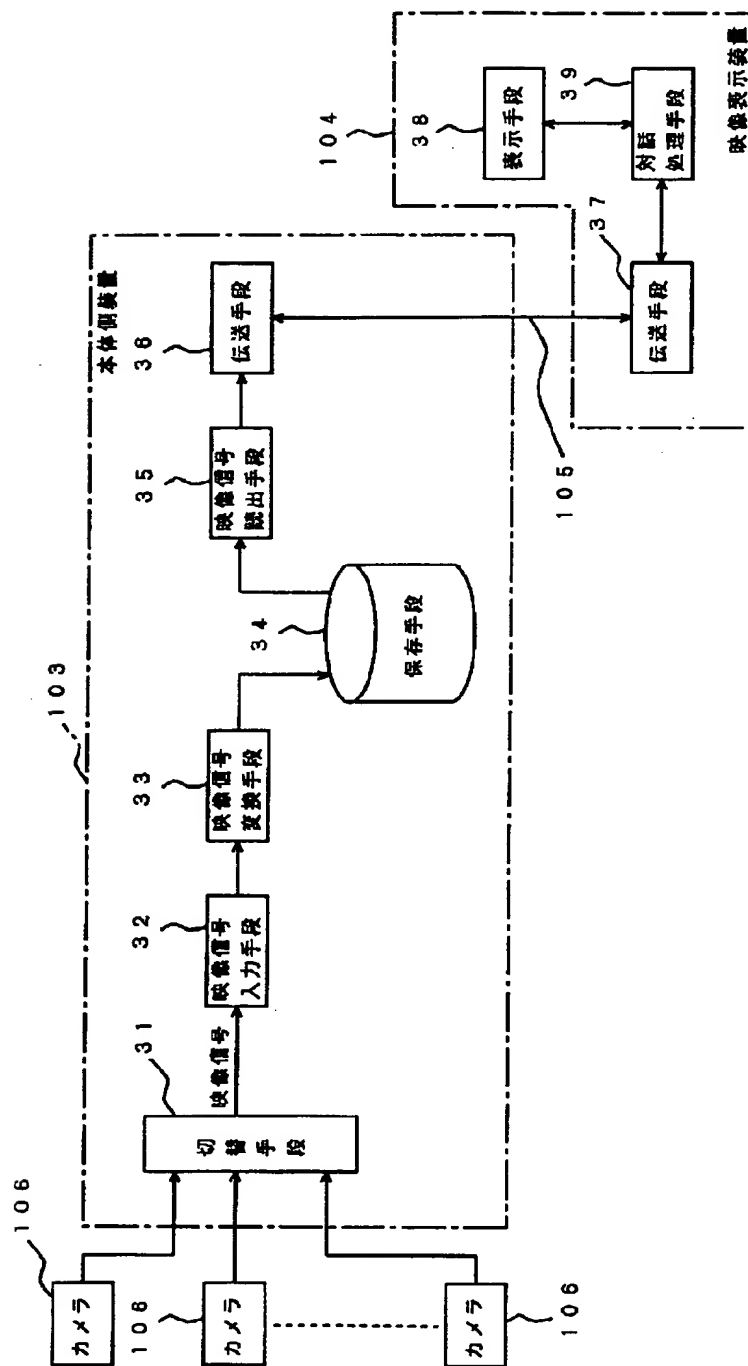 106
カメラ
108
カメラ
106
カメラ
31
切替手段
映像信号
32
映像信号
入力手段
33
映像信号
変換手段
103
34
保存手段
35
映像信号
読出手段
36
伝送手段
本体側装置
105
37
伝送手段
104
38
表示手段
39
対話
処理手段
映像表示装置